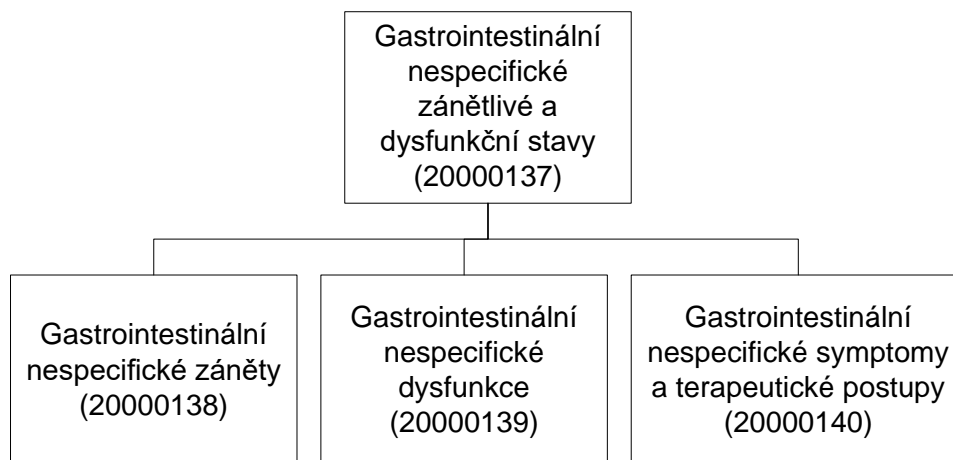 Gastrointestinální
nespecifické
zánětlivé a
dysfunkční stavy
(20000137)
Gastrointestinální
nespecifické záněty
(20000138)
Gastrointestinální
nespecifické
dysfunkce
(20000139)
Gastrointestinální
nespecifické symptomy
a terapeutické postupy
(20000140)